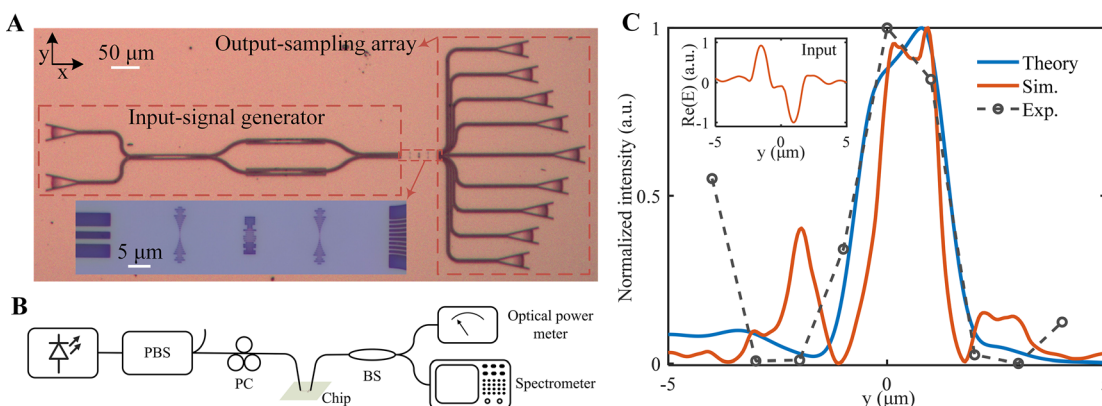 A
y
x
50 μm
Output-sampling array
Input-signal generator
5 μm
B
PBS
PC
Chip
BS
Optical power
meter
Spectrometer
C
Normalized intensity (a.u.)
1
0.5
0
-5
0
y (μm)
Theory
Sim.
Exp.
Input
Re(E) (a.u.)
1
0
-1
-5
0
5
y (μm)